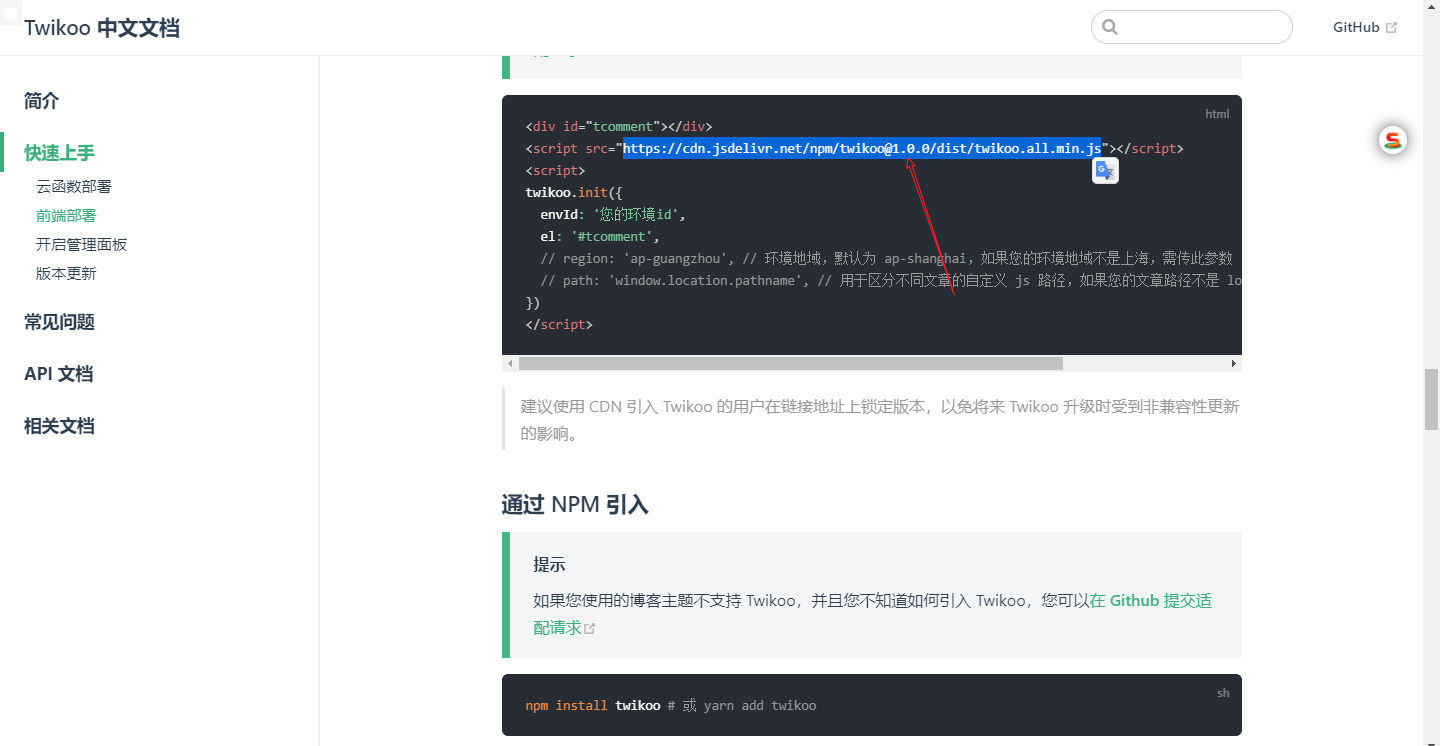 Twikoo 中文文档
GitHub
简介
快速上手
云函数部署
前端部署
开启管理面板
版本更新
常见问题
API 文档
相关文档
html
<div id="tcomment"></div>
<script src="https://cdn.jsdelivr.net/npm/twikoo@1.0.0/dist/twikoo.all.min.js"></script>
<script>
twikoo.init({
  envId: '您的环境id',
  el: '#tcomment',
  // region: 'ap-guangzhou', // 环境地域，默认为 ap-shanghai，如果您的环境地域不是上海，需传此参数
  // path: 'window.location.pathname', // 用于区分不同文章的自定义 js 路径，如果您的文章路径不是 lo
})
</script>
建议使用 CDN 引入 Twikoo 的用户在链接地址上锁定版本，以免将来 Twikoo 升级时受到非兼容性更新
的影响。
通过 NPM 引入
提示
如果您使用的博客主题不支持 Twikoo，并且您不知道如何引入 Twikoo，您可以在 Github 提交适
配请求
sh
npm install twikoo # 或 yarn add twikoo